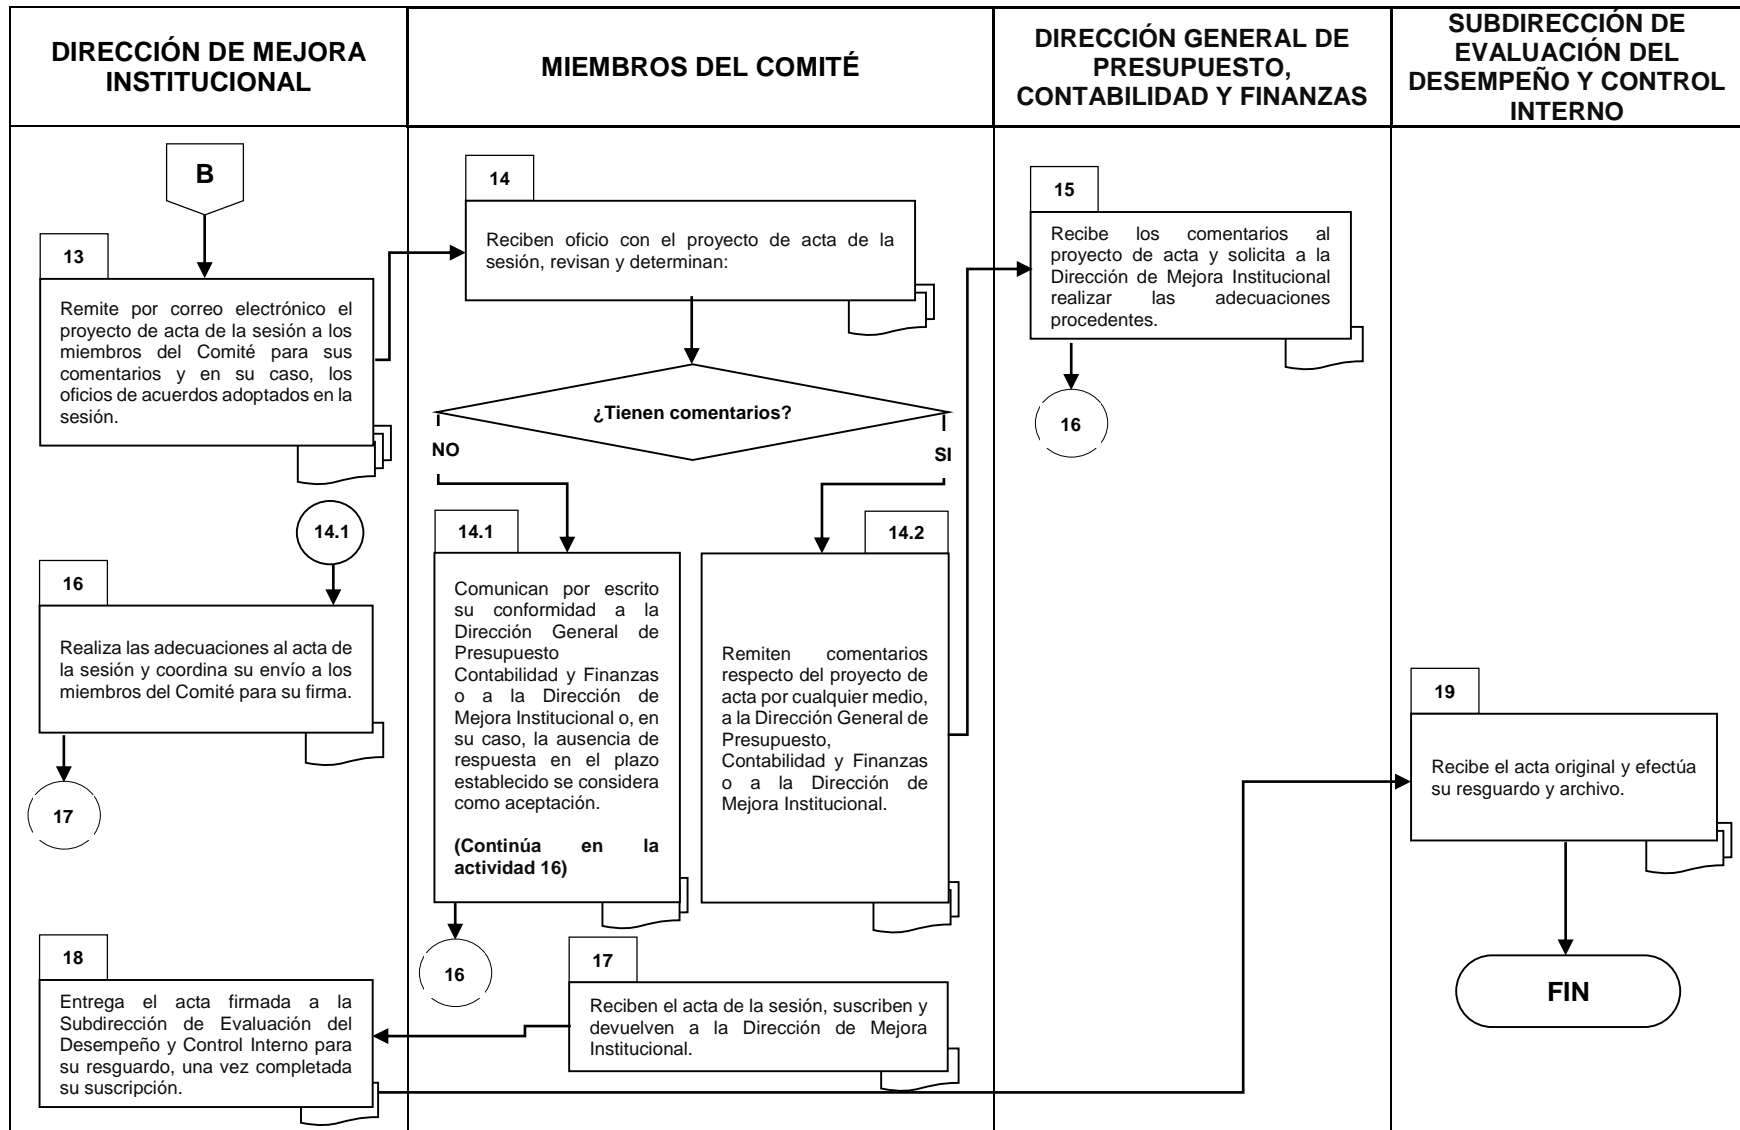 DIRECCIÓN DE MEJORA
INSTITUCIONAL
MIEMBROS DEL COMITÉ
DIRECCIÓN GENERAL DE
PRESUPUESTO,
CONTABILIDAD Y FINANZAS
SUBDIRECCIÓN DE
EVALUACIÓN DEL
DESEMPEÑO Y CONTROL
INTERNO
B
13
Remite por correo electrónico el
proyecto de acta de la sesión a los
miembros del Comité para sus
comentarios y en su caso, los
oficios de acuerdos adoptados en la
sesión.
14
Reciben oficio con el proyecto de acta de la
sesión, revisan y determinan:
¿Tienen comentarios?
NO
SI
14.1
Comunican por escrito
su conformidad a la
Dirección General de
Presupuesto
Contabilidad y Finanzas
o a la Dirección de
Mejora Institucional o, en
su caso, la ausencia de
respuesta en el plazo
establecido se considera
como aceptación.
(Continúa en la
actividad 16)
16
14.2
Remiten comentarios
respecto del proyecto de
acta por cualquier medio,
a la Dirección General de
Presupuesto,
Contabilidad y Finanzas
o a la Dirección de
Mejora Institucional.
15
Recibe los comentarios al
proyecto de acta y solicita a la
Dirección de Mejora Institucional
realizar las adecuaciones
procedentes.
16
14.1
16
Realiza las adecuaciones al acta de
la sesión y coordina su envío a los
miembros del Comité para su firma.
17
17
Reciben el acta de la sesión, suscriben y
devuelven a la Dirección de Mejora
Institucional.
18
Entrega el acta firmada a la
Subdirección de Evaluación del
Desempeño y Control Interno para
su resguardo, una vez completada
su suscripción.
19
Recibe el acta original y efectúa
su resguardo y archivo.
FIN